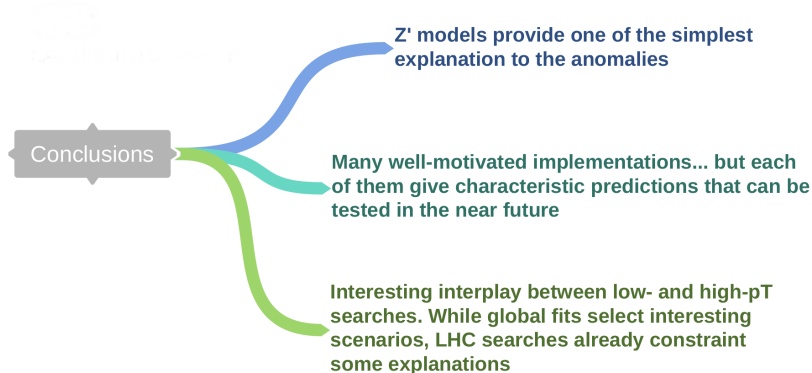 Conclusions
Z' models provide one of the simplest
explanation to the anomalies
Many well-motivated implementations... but each
of them give characteristic predictions that can be
tested in the near future
Interesting interplay between low- and high-pT
searches. While global fits select interesting
scenarios, LHC searches already constraint
some explanations